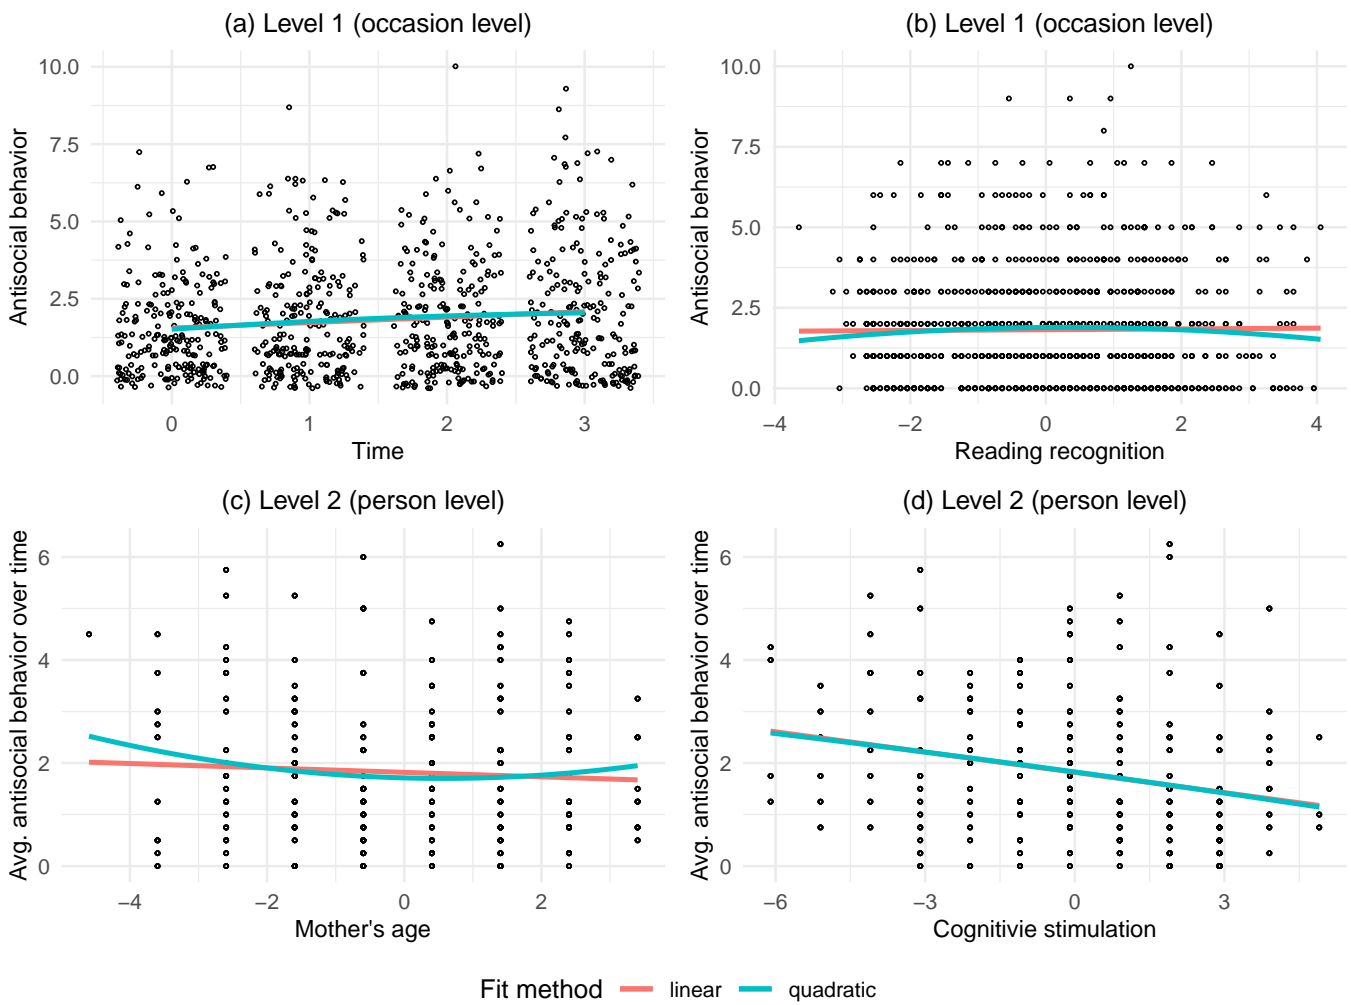 (a) Level 1 (occasion level)
10.0
7.5
5.0
2.5
0.0
Antisocial behavior
0 1 2 3
Time
(b) Level 1 (occasion level)
10.0
7.5
5.0
2.5
0.0
Antisocial behavior
−4 −2 0 2 4
Reading recognition
(c) Level 2 (person level)
6
4
2
0
Avg. antisocial behavior over time
−4 −2 0 2
Mother's age
(d) Level 2 (person level)
6
4
2
0
Avg. antisocial behavior over time
−6 −3 0 3
Cognitivie stimulation
Fit method linear quadratic